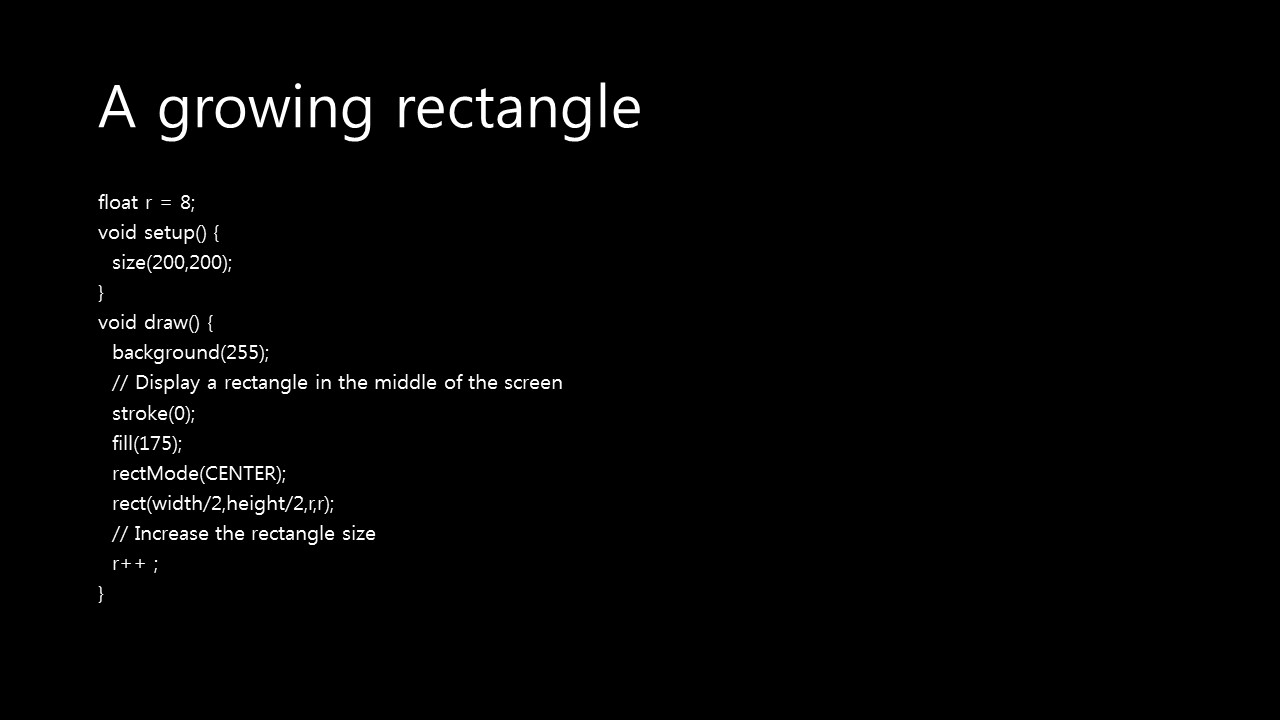 A growing rectangle
float r = 8;
void setup() {
  size(200,200);
}
void draw() {
  background(255);
  // Display a rectangle in the middle of the screen
  stroke(0);
  fill(175);
  rectMode(CENTER);
  rect(width/2,height/2,r,r);
  // Increase the rectangle size
  r++ ;
}